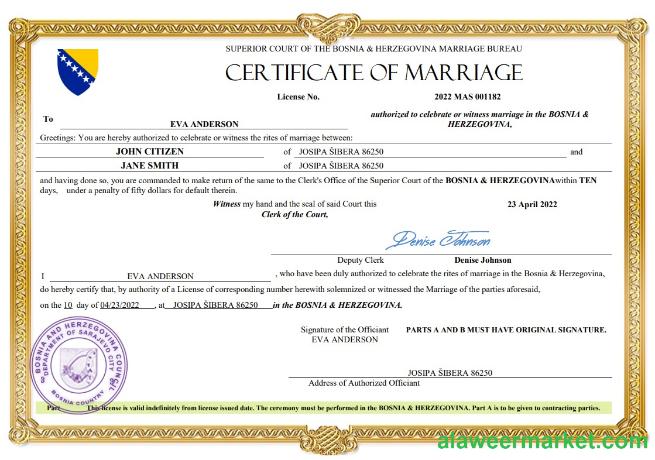 SUPERIOR COURT OF THE BOSNIA & HERZEGOVINA MARRIAGE BUREAU
CERTIFICATE OF MARRIAGE
License No. 2022 MAS 001182
To EVA ANDERSON authorized to celebrate or witness marriage in the BOSNIA &
HERZEGOVINA,
Greetings: You are hereby authorized to celebrate or witness the rites of marriage between:
JOHN CITIZEN of JOSIPA ŠIBERA 86250 and
JANE SMITH of JOSIPA ŠIBERA 86250
and having done so, you are commanded to make return of the same to the Clerk's Office of the Superior Court of the BOSNIA & HERZEGOVINAwithin TEN
days, under a penalty of fifty dollars for default therein.
Witness my hand and the seal of said Court this 23 April 2022
Clerk of the Court,
Denise Johnson
Deputy Clerk Denise Johnson
I EVA ANDERSON , who have been duly authorized to celebrate the rites of marriage in the Bosnia & Herzegovina,
do hereby certify that, by authority of a License of corresponding number herewith solemnized or witnessed the Marriage of the parties aforesaid,
on the 10 day of 04/23/2022 , at JOSIPA ŠIBERA 86250 in the BOSNIA & HERZEGOVINA.
Signature of the Officiant PARTS A AND B MUST HAVE ORIGINAL SIGNATURE.
EVA ANDERSON
JOSIPA ŠIBERA 86250
Address of Authorized Officiant
BOSNIA AND HERZEGOVINA COUNCIL
DEPARTMENT OF SARAJEVO CITY
BOSNIA COUNTRY
Part This license is valid indefinitely from license issued date. The ceremony must be performed in the BOSNIA & HERZEGOVINA. Part A is to be given to contracting parties.
alaweermarket.com